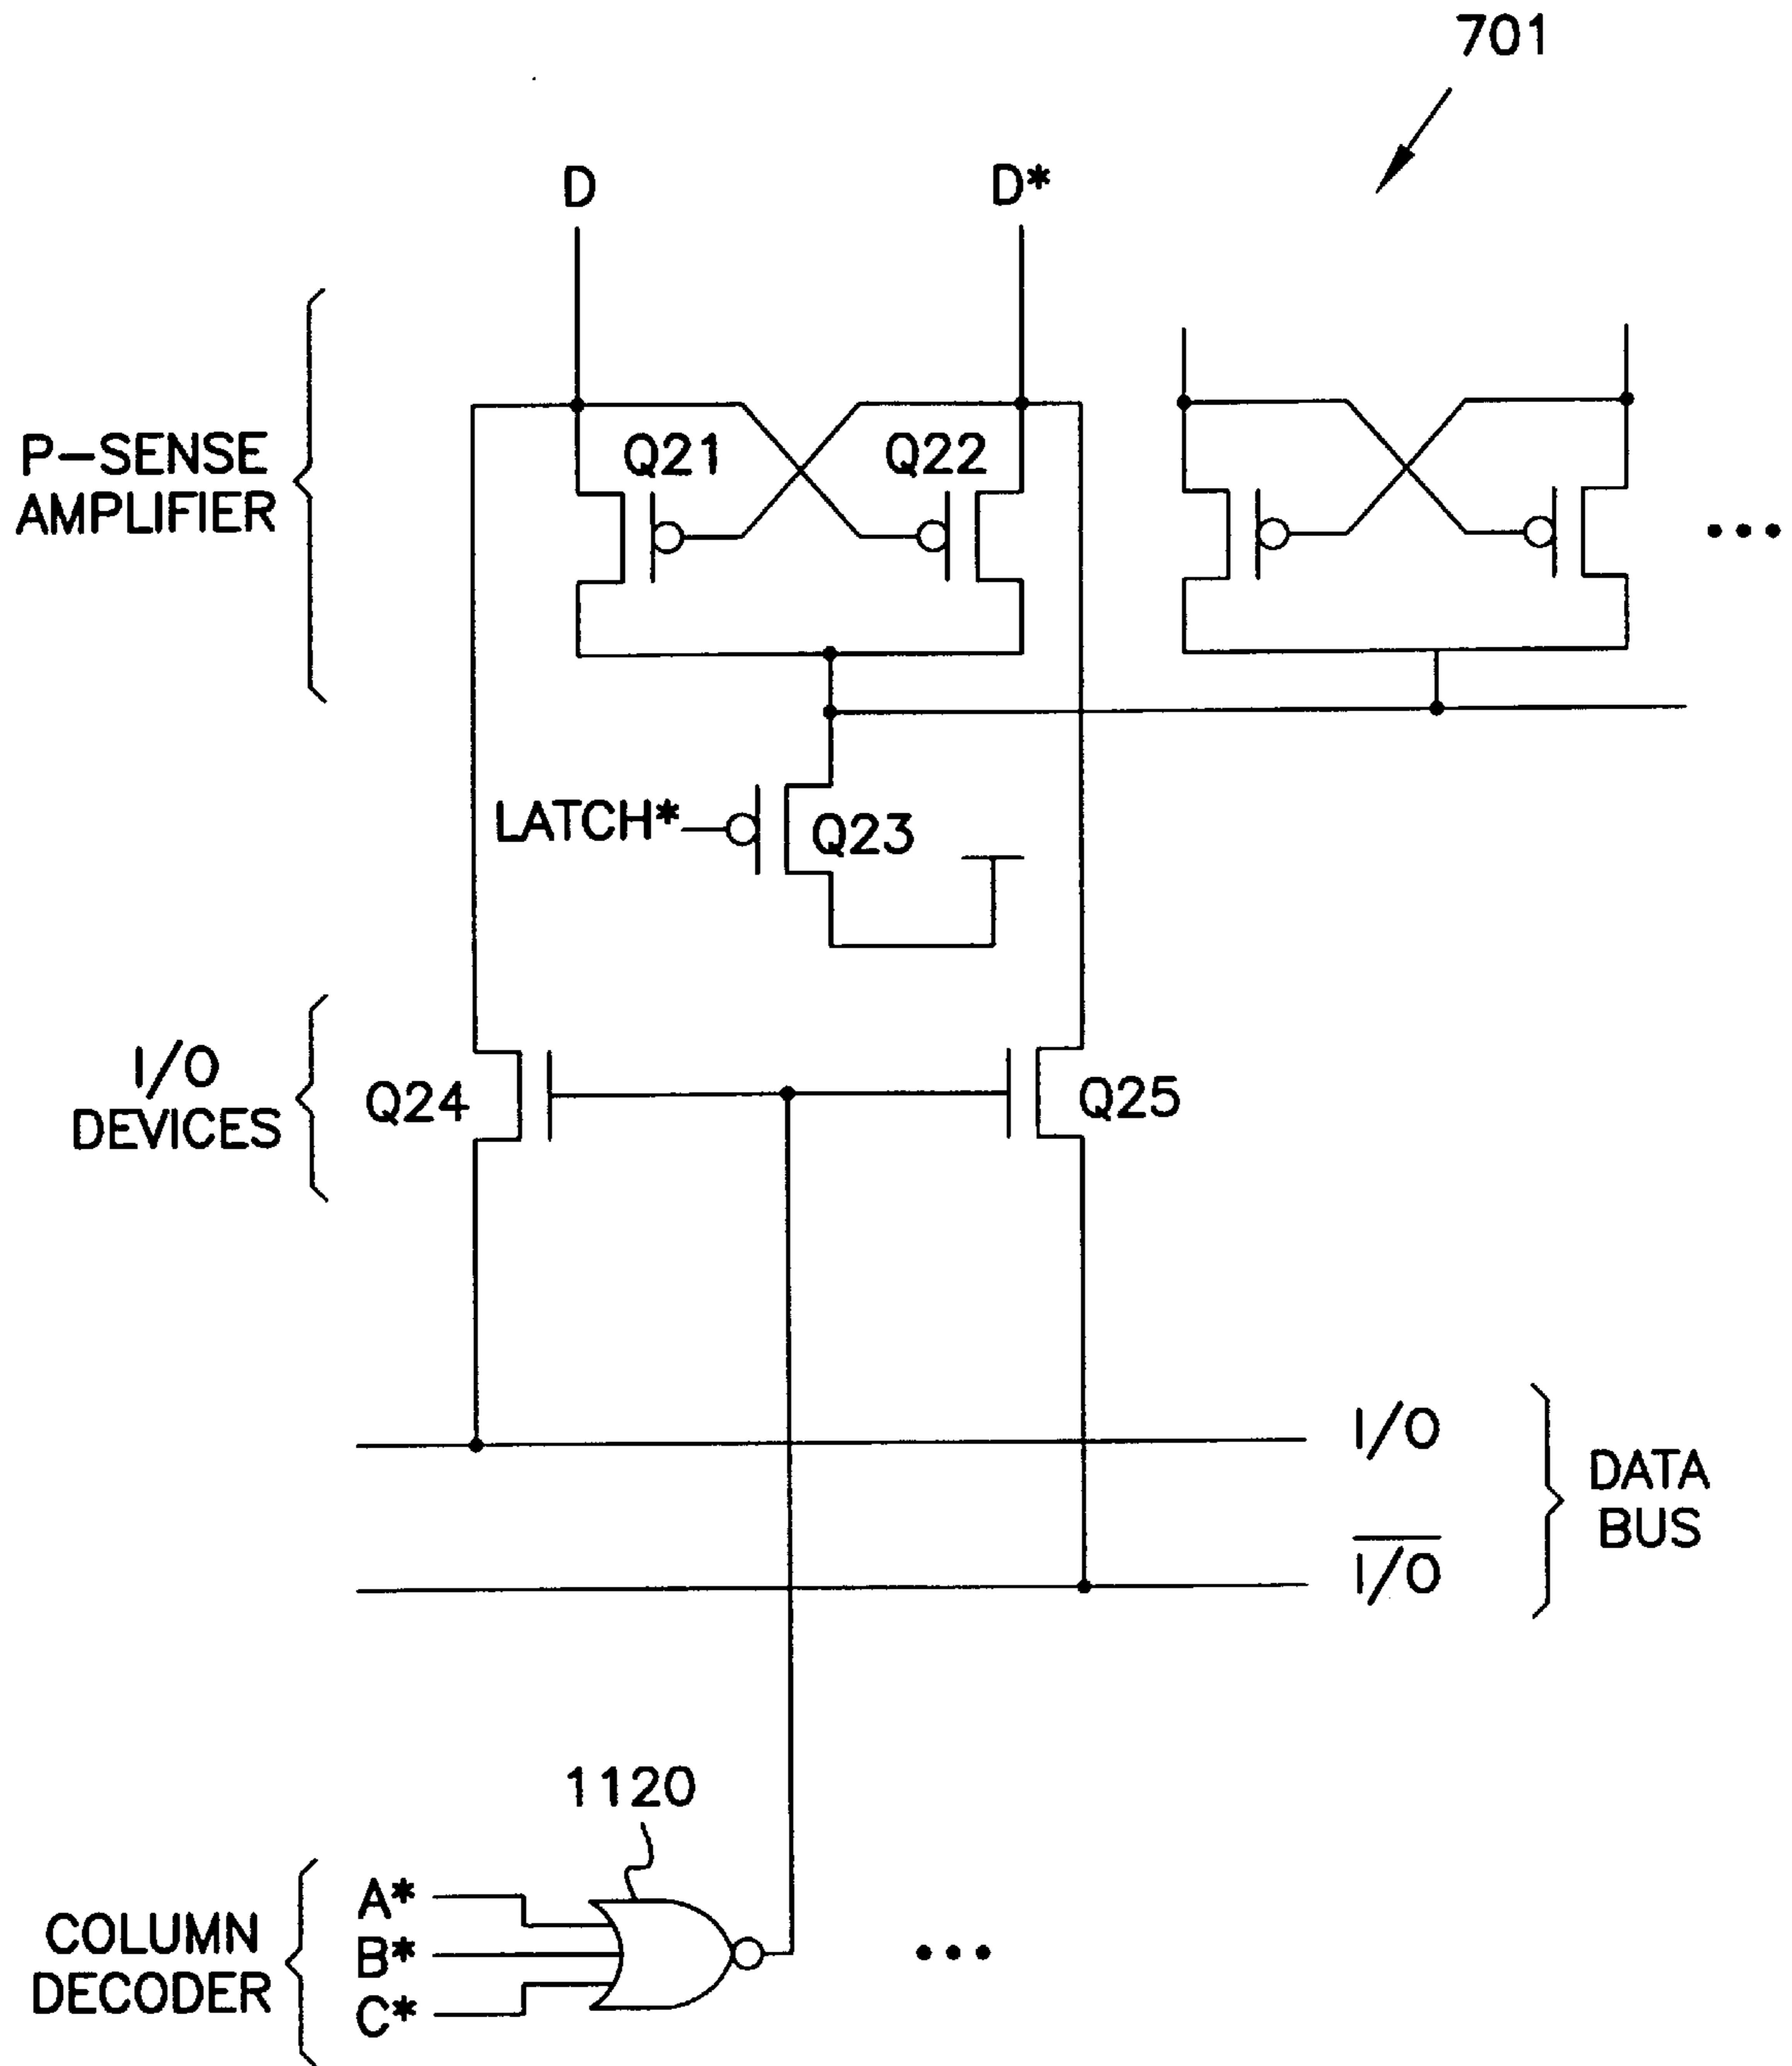 701
D
D*
P-SENSE
AMPLIFIER
Q21
Q22
LATCH*
Q23
I/O
DEVICES
Q24
Q25
I/O
I/O
DATA
BUS
1120
COLUMN
DECODER
A*
B*
C*